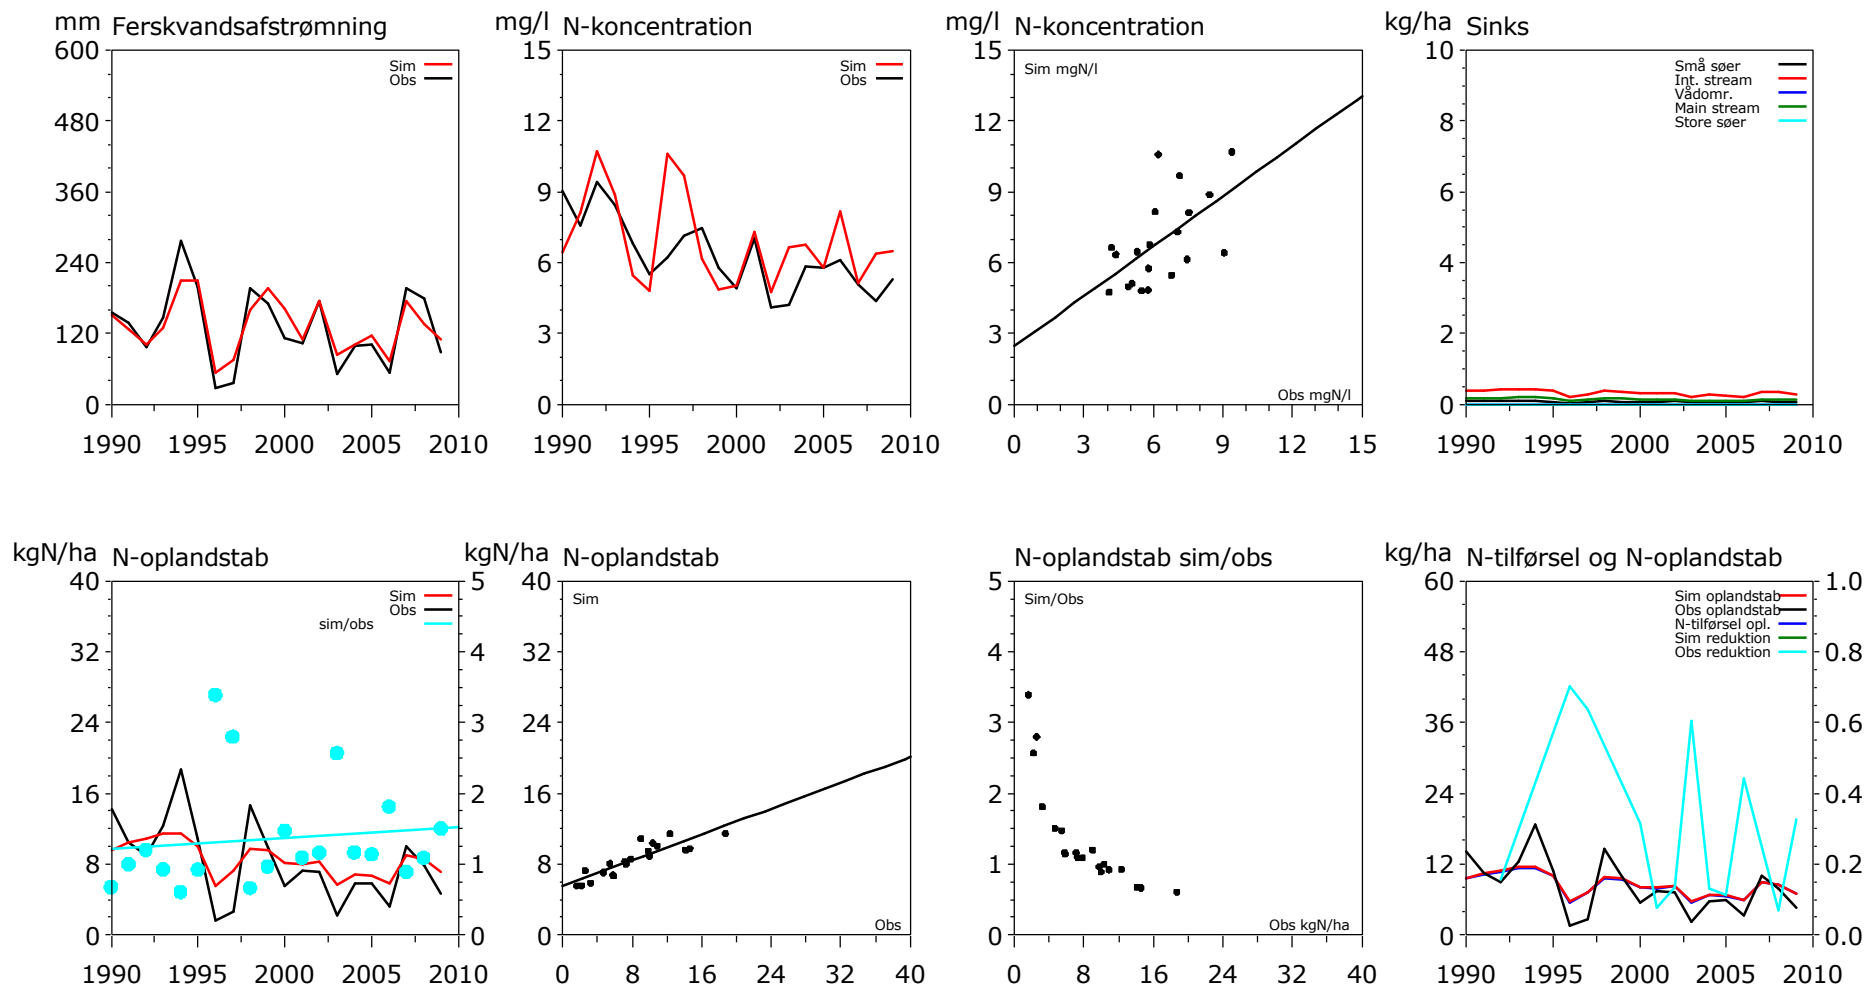 mm Ferskvandsafstrømning
600
480
360
240
120
0
1990 1995 2000 2005 2010
Sim
Obs
mg/l N-koncentration
15
12
9
6
3
0
1990 1995 2000 2005 2010
Sim
Obs
mg/l N-koncentration
15
12
9
6
3
0
0 3 6 9 12 15
Sim mgN/l
Obs mgN/l
kg/ha Sinks
10
8
6
4
2
0
1990 1995 2000 2005 2010
Små søer
Int. stream
Vådomr.
Main stream
Store søer
kgN/ha N-oplandstab
40
32
24
16
8
0
5
4
3
2
1
0
1990 1995 2000 2005 2010
Sim
Obs
sim/obs
kgN/ha N-oplandstab
40
32
24
16
8
0
0 8 16 24 32 40
Sim
Obs
N-oplandstab sim/obs
5
4
3
2
1
0
0 8 16 24 32 40
Sim/Obs
Obs kgN/ha
kg/ha N-tilførsel og N-oplandstab
60
48
36
24
12
0
1.0
0.8
0.6
0.4
0.2
0.0
1990 1995 2000 2005 2010
Sim oplandstab
Obs oplandstab
N-tilførsel opl.
Sim reduktion
Obs reduktion